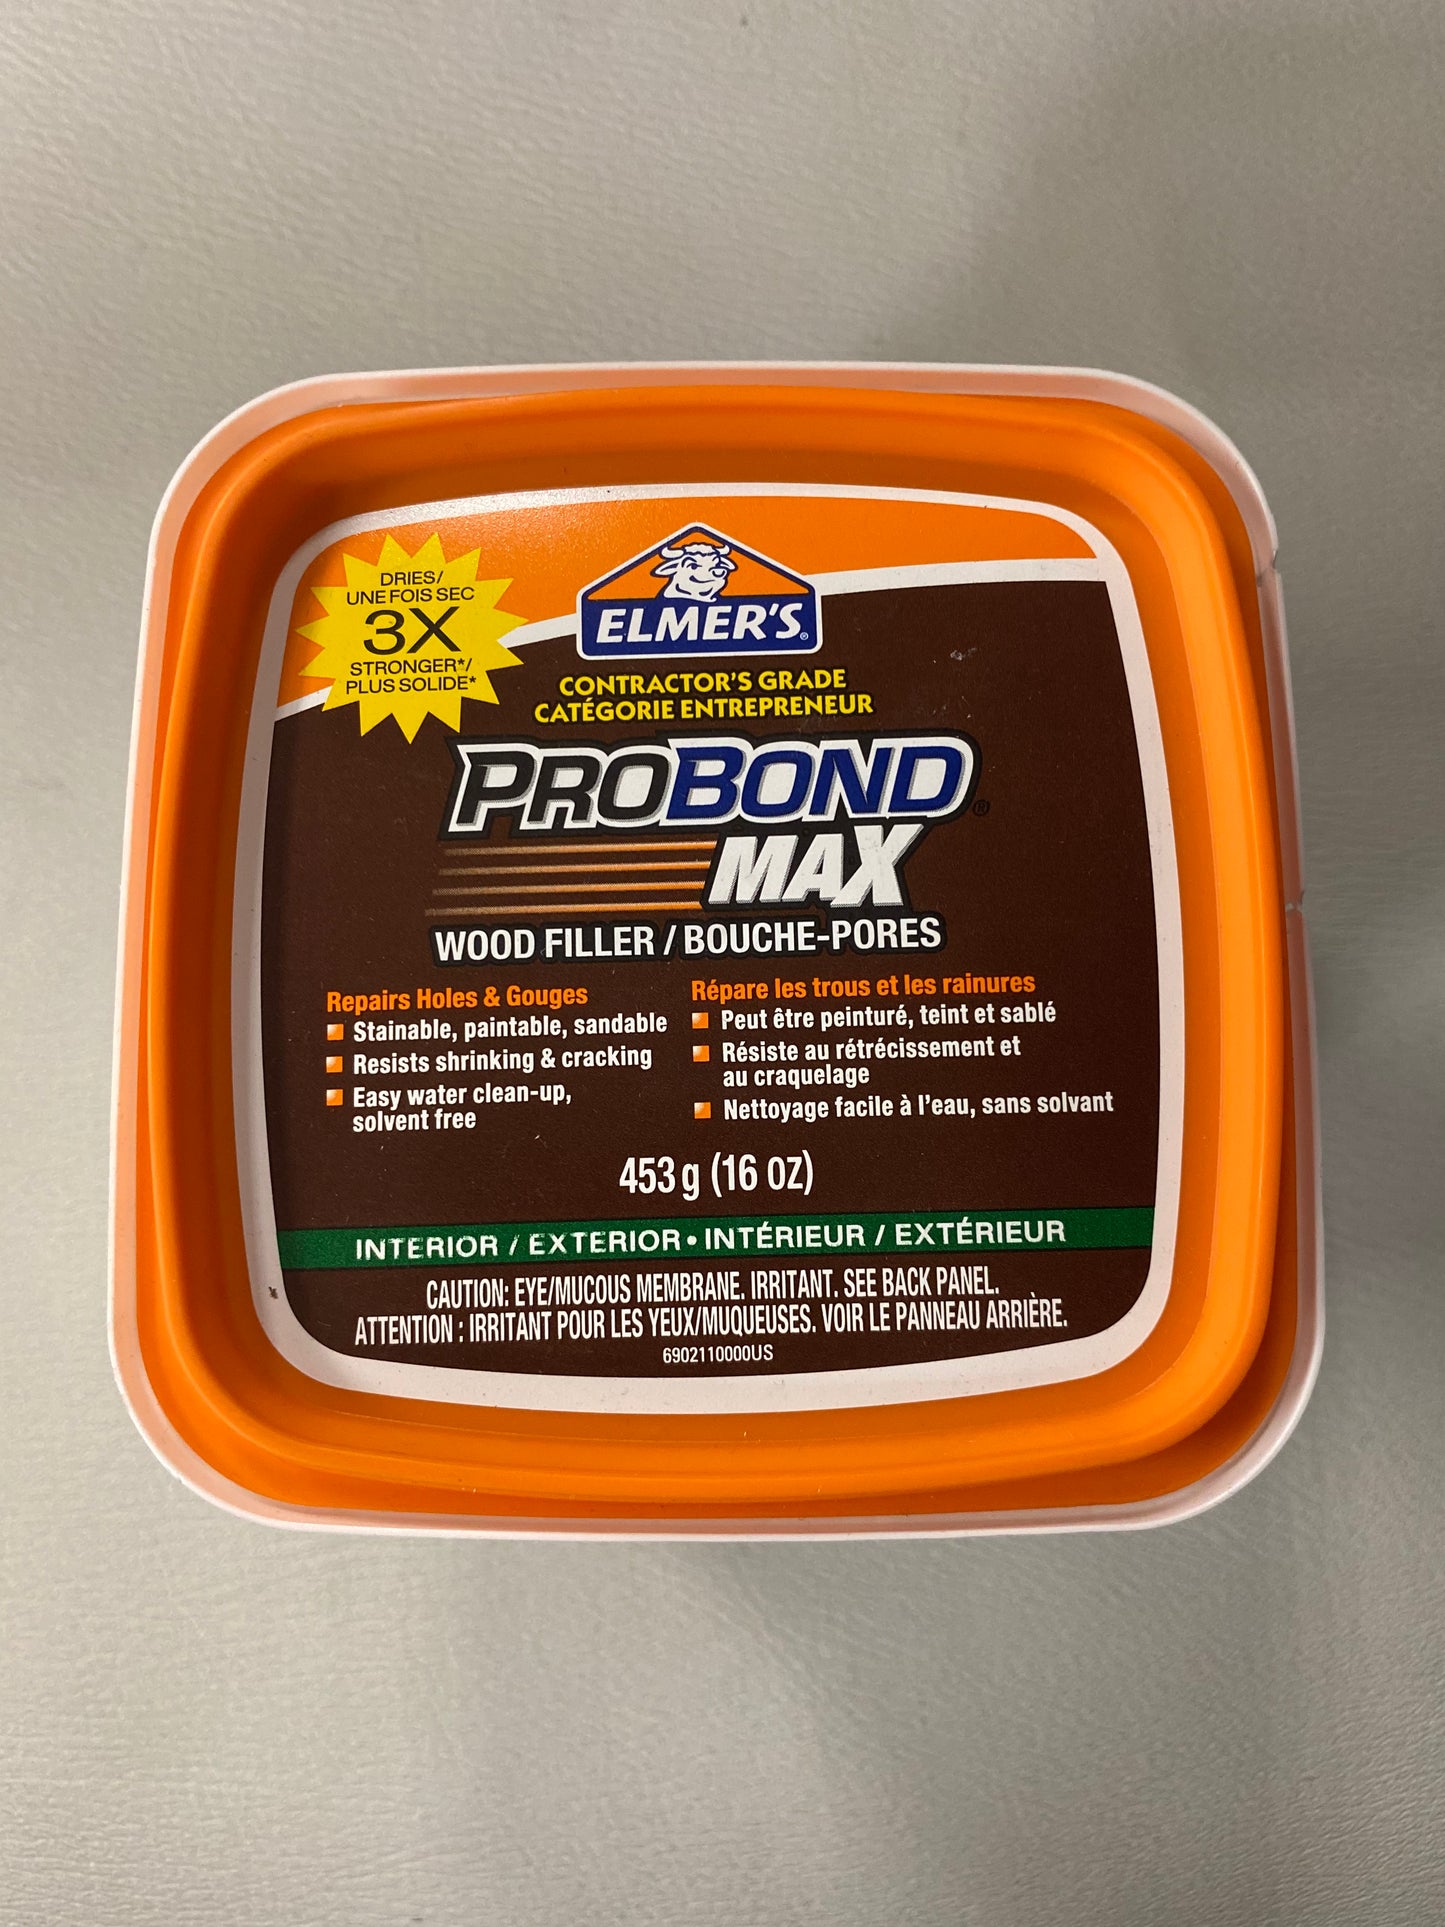 DRIES/
UNE FOIS SEC
3X
STRONGER*/
PLUS SOLIDE*
ELMER'S®
CONTRACTOR'S GRADE
CATÉGORIE ENTREPRENEUR
PROBOND®
MAX
WOOD FILLER / BOUCHE-PORES
Repairs Holes & Gouges
Stainable, paintable, sandable
Resists shrinking & cracking
Easy water clean-up,
solvent free
Répare les trous et les rainures
Peut être peinturé, teint et sablé
Résiste au rétrécissement et
au craquelage
Nettoyage facile à l'eau, sans solvant
453 g (16 OZ)
INTERIOR / EXTERIOR • INTÉRIEUR / EXTÉRIEUR
CAUTION: EYE/MUCOUS MEMBRANE. IRRITANT. SEE BACK PANEL.
ATTENTION : IRRITANT POUR LES YEUX/MUQUEUSES. VOIR LE PANNEAU ARRIÈRE.
6902110000US